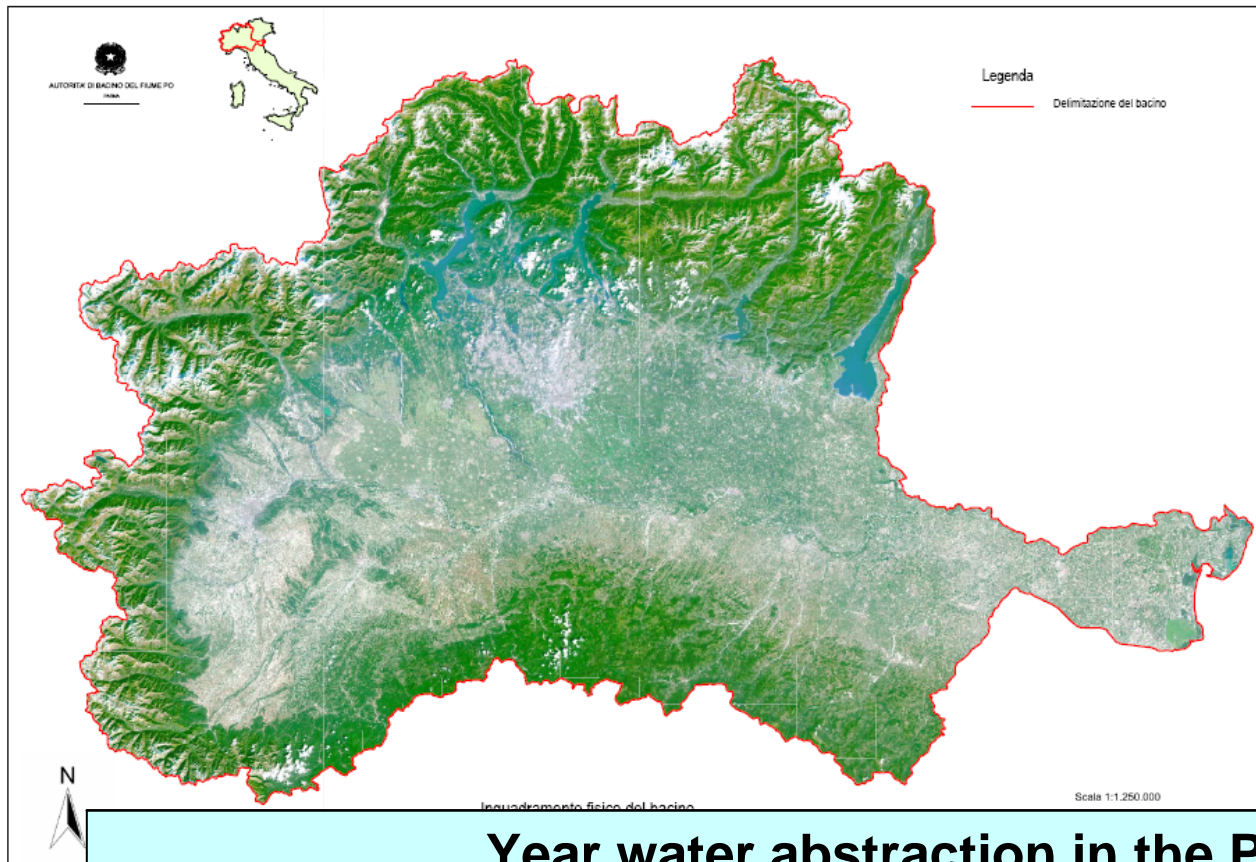 AUTORITA' DI BACINO DEL FIUME PO
PARMA
Legenda
Delimitazione del bacino
N
Inquadramento fisico del bacino
Scala 1:1.250.000
Year water abstraction in the P